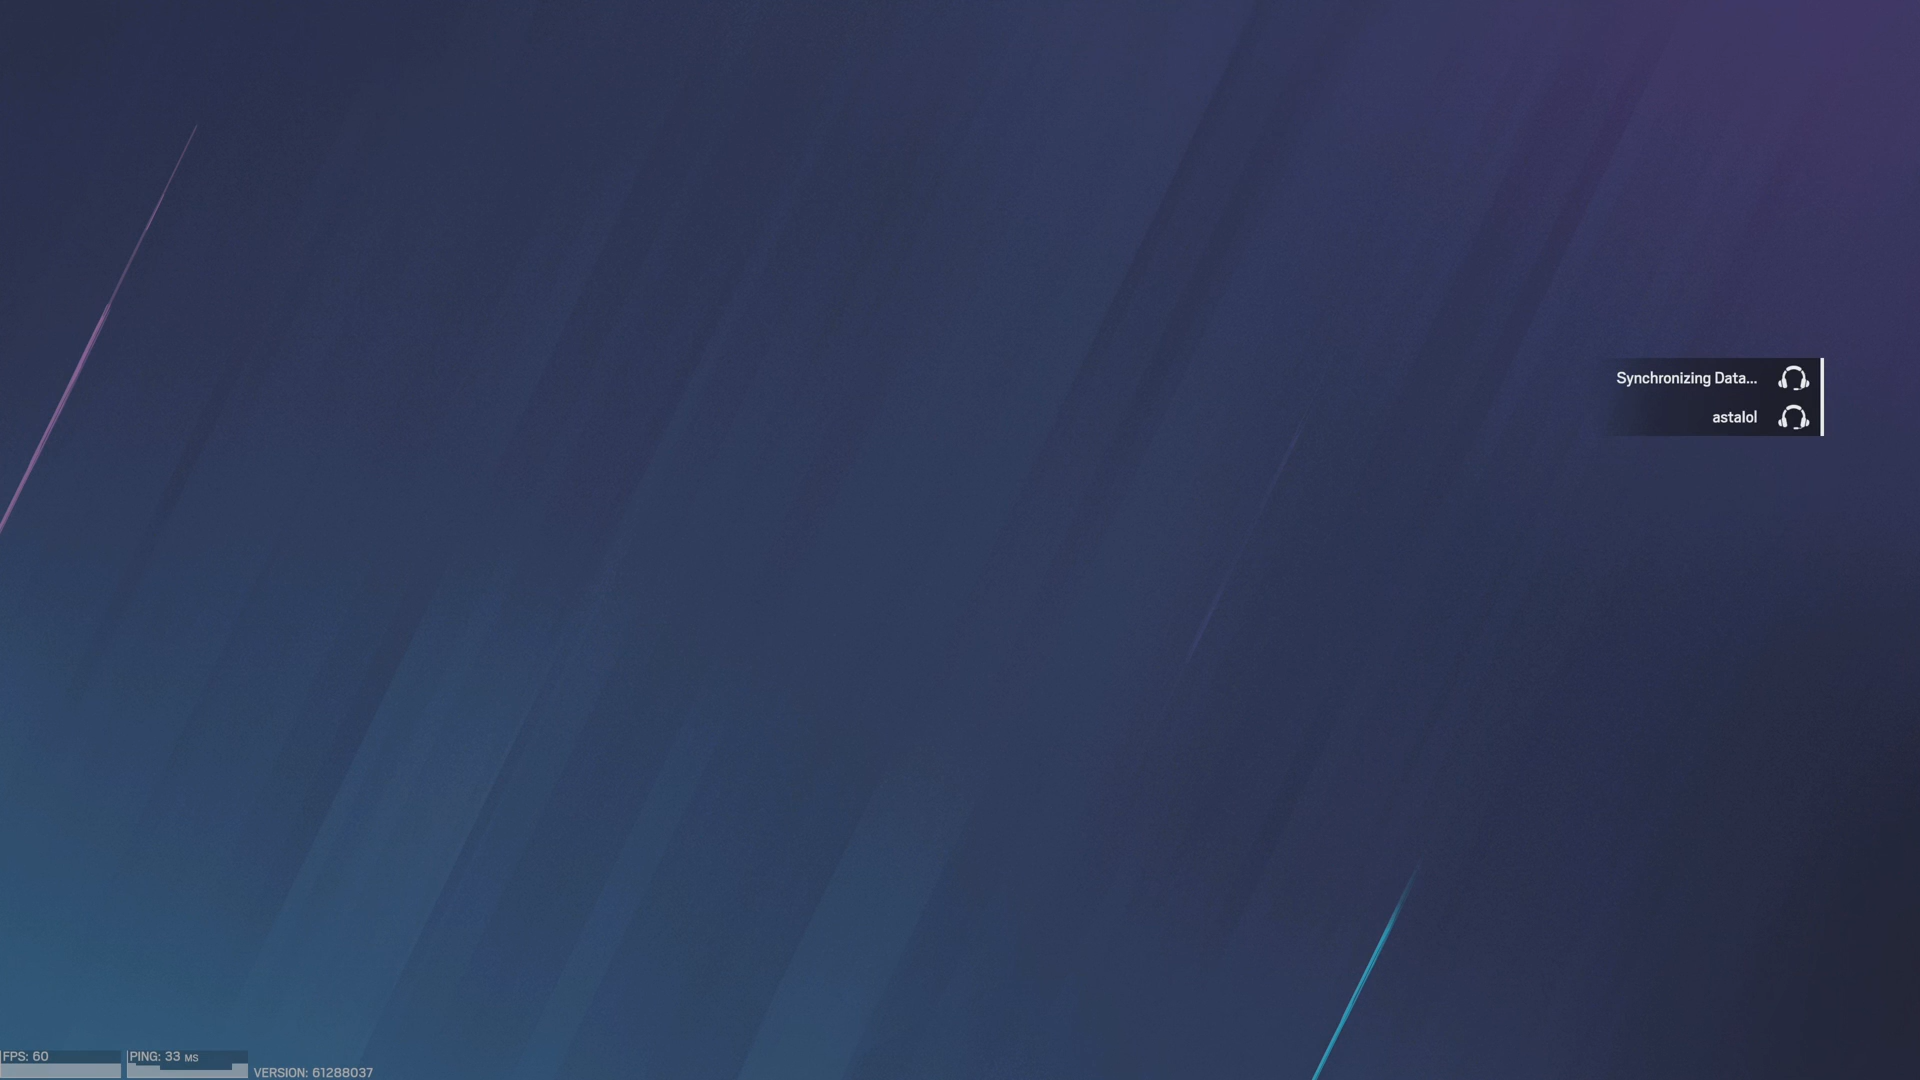 Synchronizing Data...
astalol
FPS: 60
PING: 33 MS
VERSION: 61288037